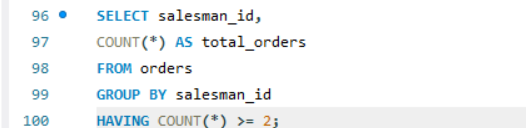 96 SELECT salesman_id,
97 COUNT(*) AS total_orders
98 FROM orders
99 GROUP BY salesman_id
100 HAVING COUNT(*) >= 2;